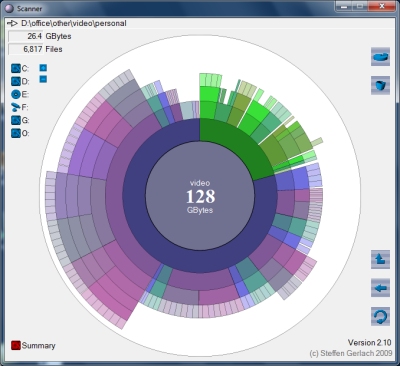 Scanner
D:\office\other\video\personal
26.4 GBytes
6,817 Files
C:
D:
E:
F:
G:
O:
video
128
GBytes
Summary
Version 2.10
(c) Steffen Gerlach 2009